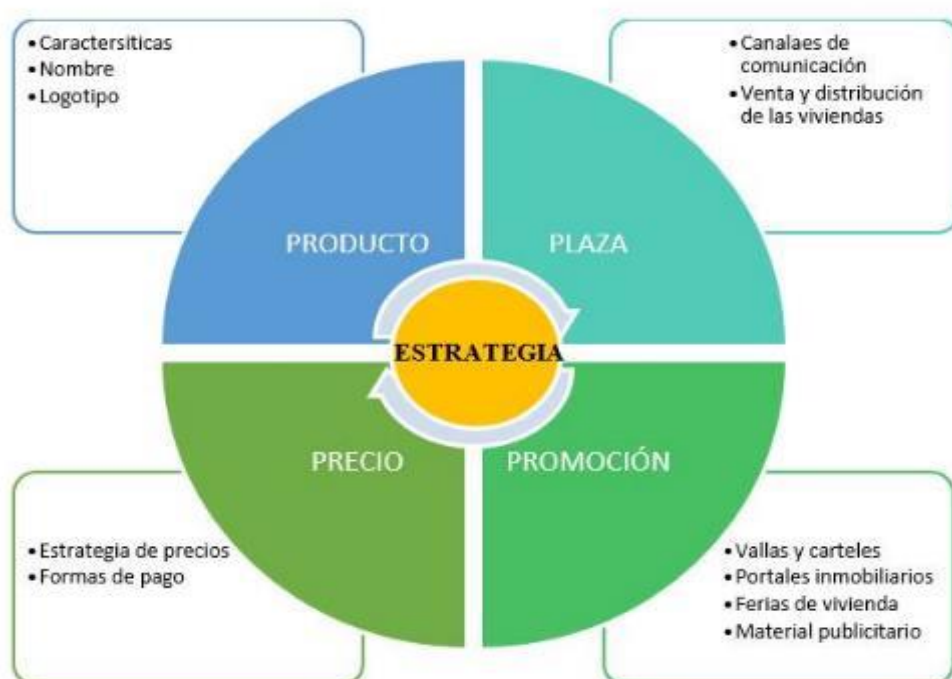 • Caractersiticas
• Nombre
• Logotipo
• Canalaes de
comunicación
• Venta y distribución
de las viviendas
PRODUCTO
PLAZA
ESTRATEGIA
PRECIO
PROMOCIÓN
• Estrategia de precios
• Formas de pago
• Vallas y carteles
• Portales inmobiliarios
• Ferias de vivienda
• Material publicitario